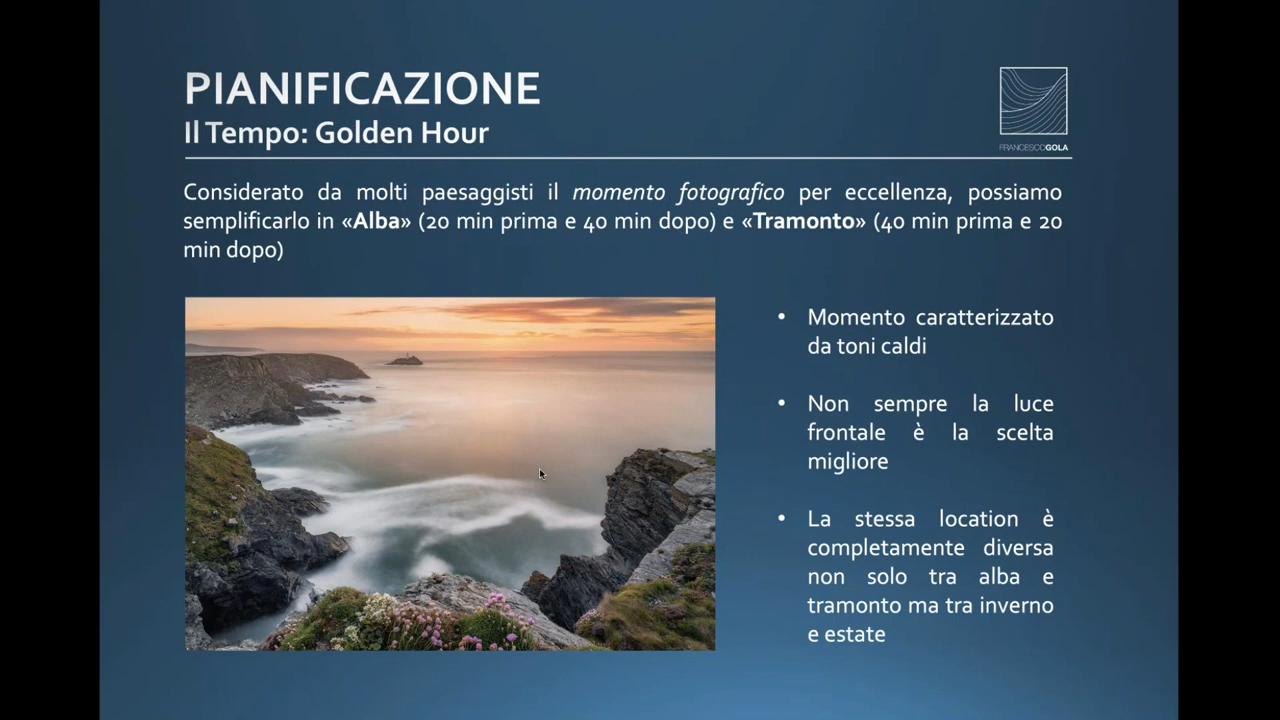 PIANIFICAZIONE
Il Tempo: Golden Hour
FRANCESCOGOLA
Considerato da molti paesaggisti il momento fotografico per eccellenza, possiamo
semplificarlo in «Alba» (20 min prima e 40 min dopo) e «Tramonto» (40 min prima e 20
min dopo)
• Momento caratterizzato
da toni caldi
• Non sempre la luce
frontale è la scelta
migliore
• La stessa location è
completamente diversa
non solo tra alba e
tramonto ma tra inverno
e estate